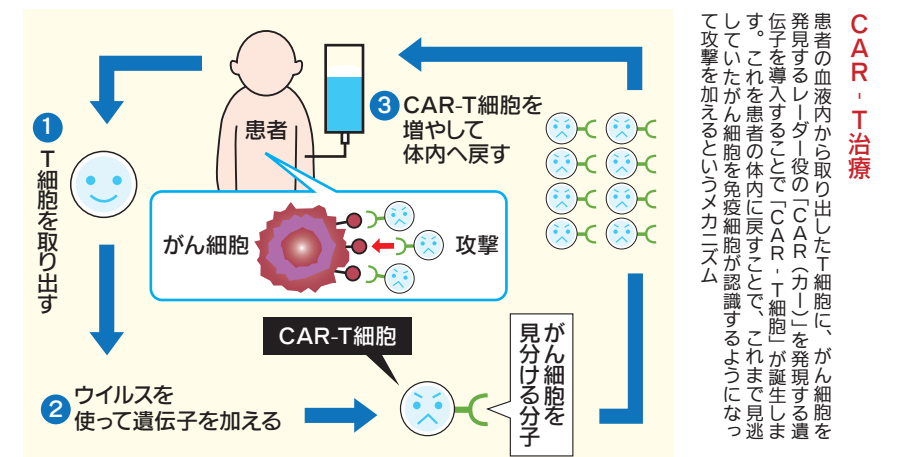 CAR-T治療
患者の血液内から取り出したT細胞に、がん細胞を
発見するレーダー役の「CAR（カー）」を発現する遺
伝子を導入することで「CAR-T細胞」が誕生しま
す。これを患者の体内に戻すことで、これまで見逃
していたがん細胞を免疫細胞が認識するようになっ
て攻撃を加えるというメカニズム
患者
1
T細胞を取り出す
2
ウイルスを
使って遺伝子を加える
CAR-T細胞
がん細胞を
見分ける分子
3
CAR-T細胞を
増やして
体内へ戻す
がん細胞
攻撃